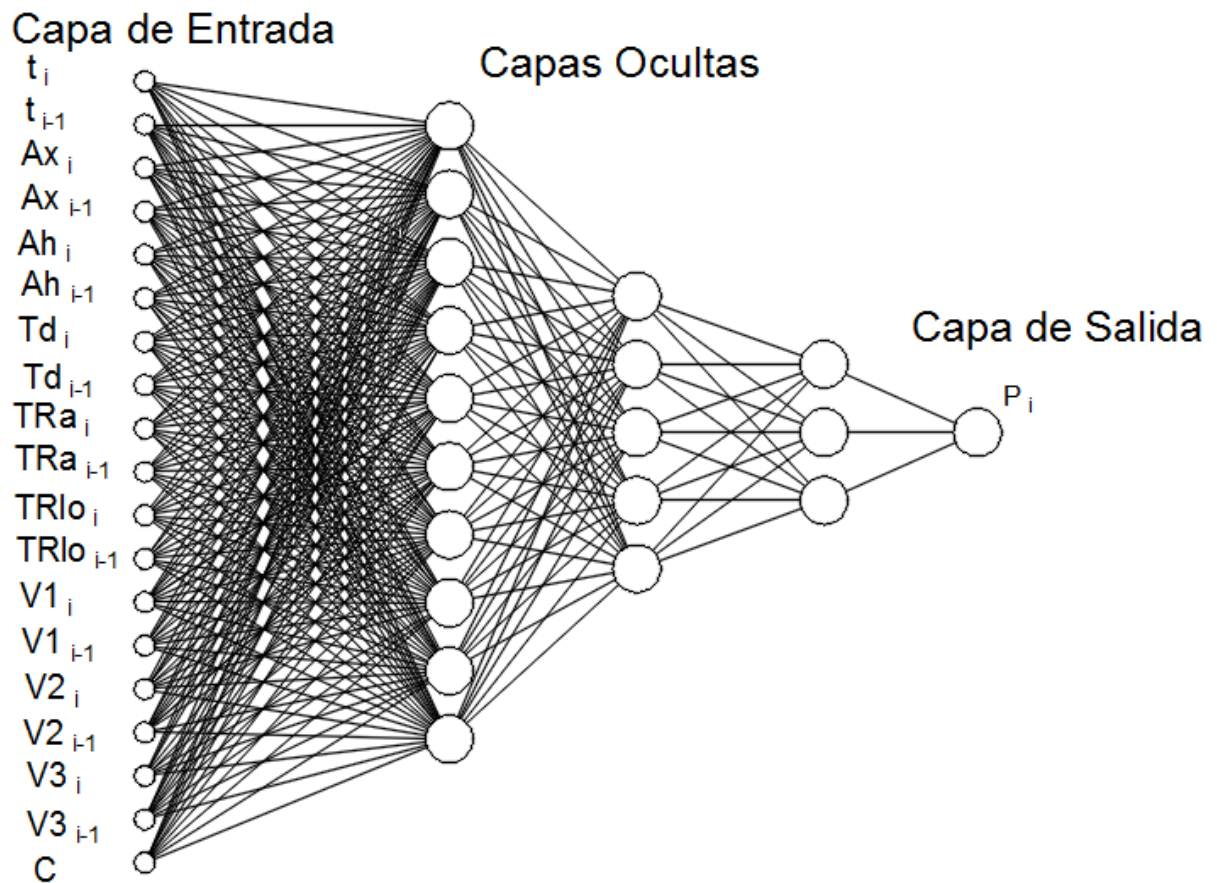 Capa de Entrada
Capas Ocultas
t i
t i-1
Ax i
Ax i-1
Ah i
Ah i-1
Td i
Td i-1
TRa i
TRa i-1
TRlo i
TRlo i-1
V1 i
V1 i-1
V2 i
V2 i-1
V3 i
V3 i-1
C
Capa de Salida
P i